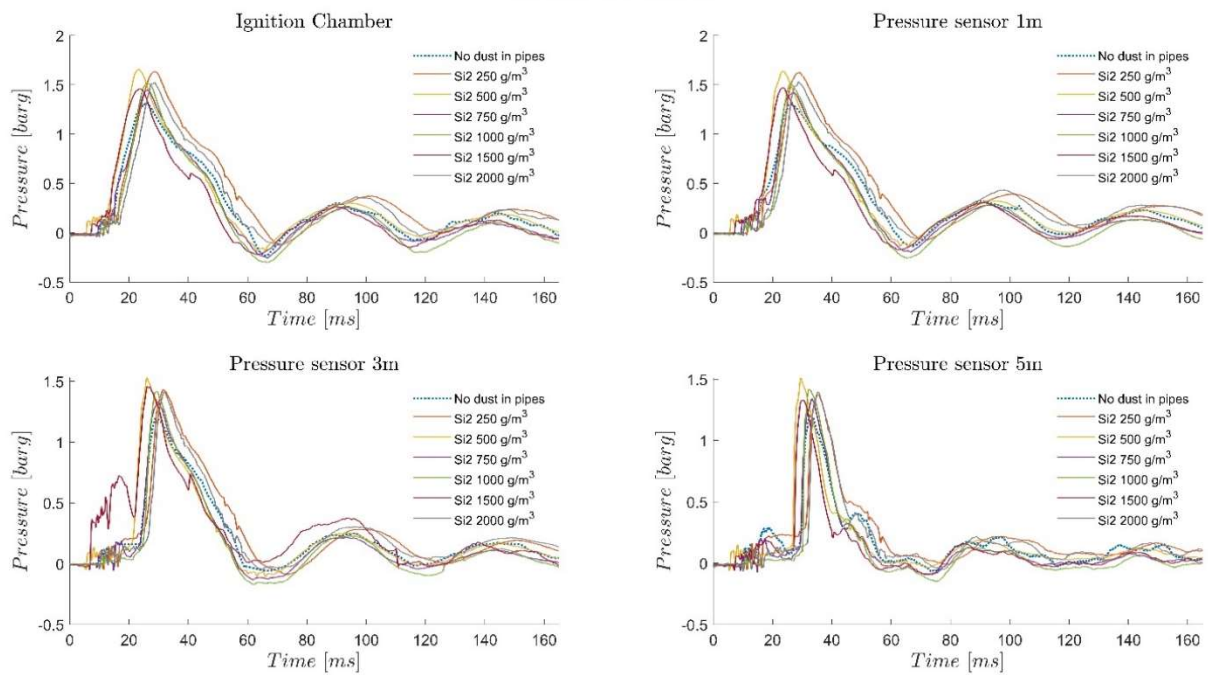 Ignition Chamber
Pressure [barg]
2
1.5
1
0.5
0
-0.5
0 20 40 60 80 100 120 140 160
Time [ms]
No dust in pipes
Si2 250 g/m³
Si2 500 g/m³
Si2 750 g/m³
Si2 1000 g/m³
Si2 1500 g/m³
Si2 2000 g/m³
Pressure sensor 1m
Pressure [barg]
2
1.5
1
0.5
0
-0.5
0 20 40 60 80 100 120 140 160
Time [ms]
No dust in pipes
Si2 250 g/m³
Si2 500 g/m³
Si2 750 g/m³
Si2 1000 g/m³
Si2 1500 g/m³
Si2 2000 g/m³
Pressure sensor 3m
Pressure [barg]
1.5
1
0.5
0
-0.5
0 20 40 60 80 100 120 140 160
Time [ms]
No dust in pipes
Si2 250 g/m³
Si2 500 g/m³
Si2 750 g/m³
Si2 1000 g/m³
Si2 1500 g/m³
Si2 2000 g/m³
Pressure sensor 5m
Pressure [barg]
1.5
1
0.5
0
-0.5
0 20 40 60 80 100 120 140 160
Time [ms]
No dust in pipes
Si2 250 g/m³
Si2 500 g/m³
Si2 750 g/m³
Si2 1000 g/m³
Si2 1500 g/m³
Si2 2000 g/m³